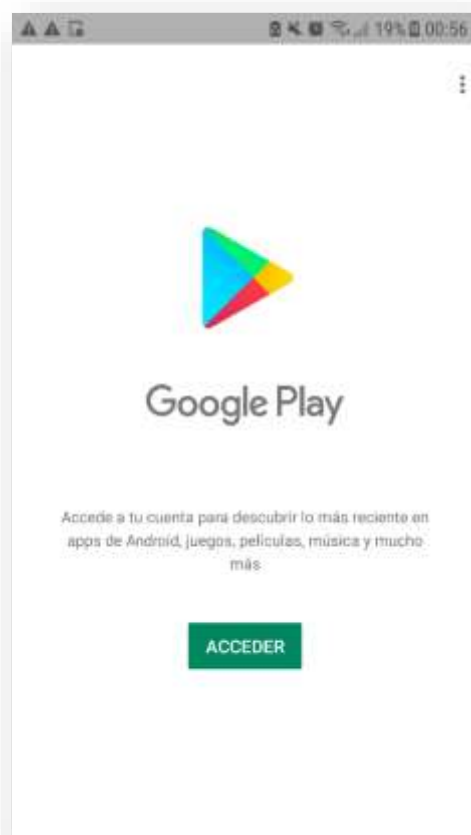 19% 00:56
Google Play
Accede a tu cuenta para descubrir lo más reciente en
apps de Android, juegos, películas, música y mucho
más
ACCEDER